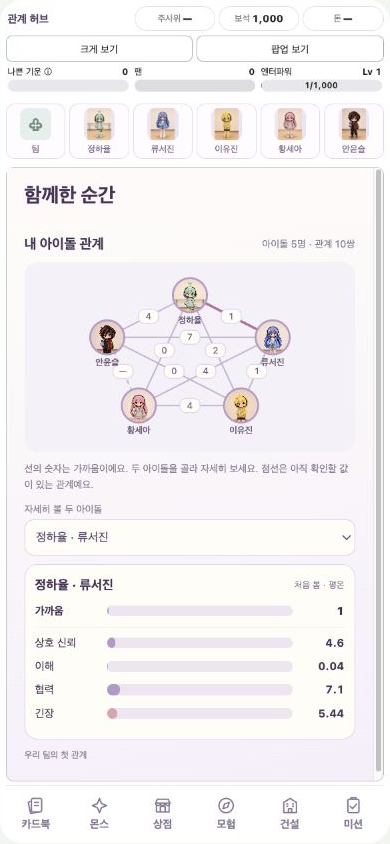 관계 허브 주사위 — 보석 1,000 돈 —
크게 보기 팝업 보기
나쁜 기운 ⓘ 0 팬 0 엔터파워 Lv 1
1/1,000
팀 정하율 류서진 이유진 황세아 안윤슬
함께한 순간
내 아이돌 관계 아이돌 5명 · 관계 10쌍
정하율
4 1
7
안윤슬 류서진
0 2
— 0 4 1
황세아 4 이유진
선의 숫자는 가까움이에요. 두 아이돌을 골라 자세히 보세요. 점선은 아직 확인할 값
이 있는 관계예요.
자세히 볼 두 아이돌
정하율 · 류서진
정하율 · 류서진 처음 봄 · 평온
가까움 1
상호 신뢰 4.6
이해 0.04
협력 7.1
긴장 5.44
우리 팀의 첫 관계
카드북 몬스 상점 모험 건설 미션